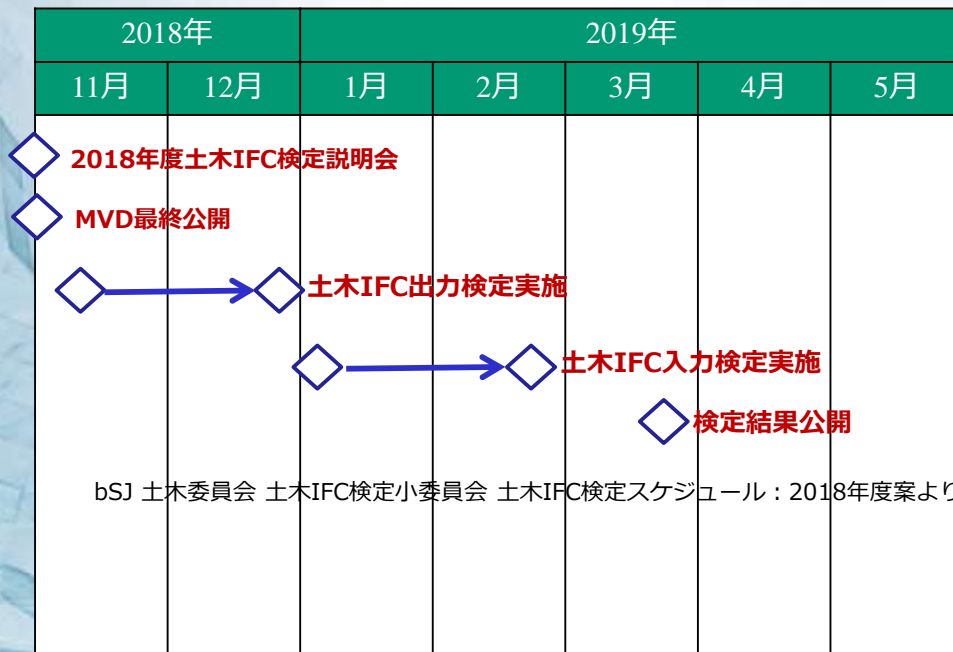 2018年 2019年
11月 12月 1月 2月 3月 4月 5月
2018年度土木IFC検定説明会
MVD最終公開
土木IFC出力検定実施
土木IFC入力検定実施
検定結果公開
bSJ 土木委員会 土木IFC検定小委員会 土木IFC検定スケジュール：2018年度案より